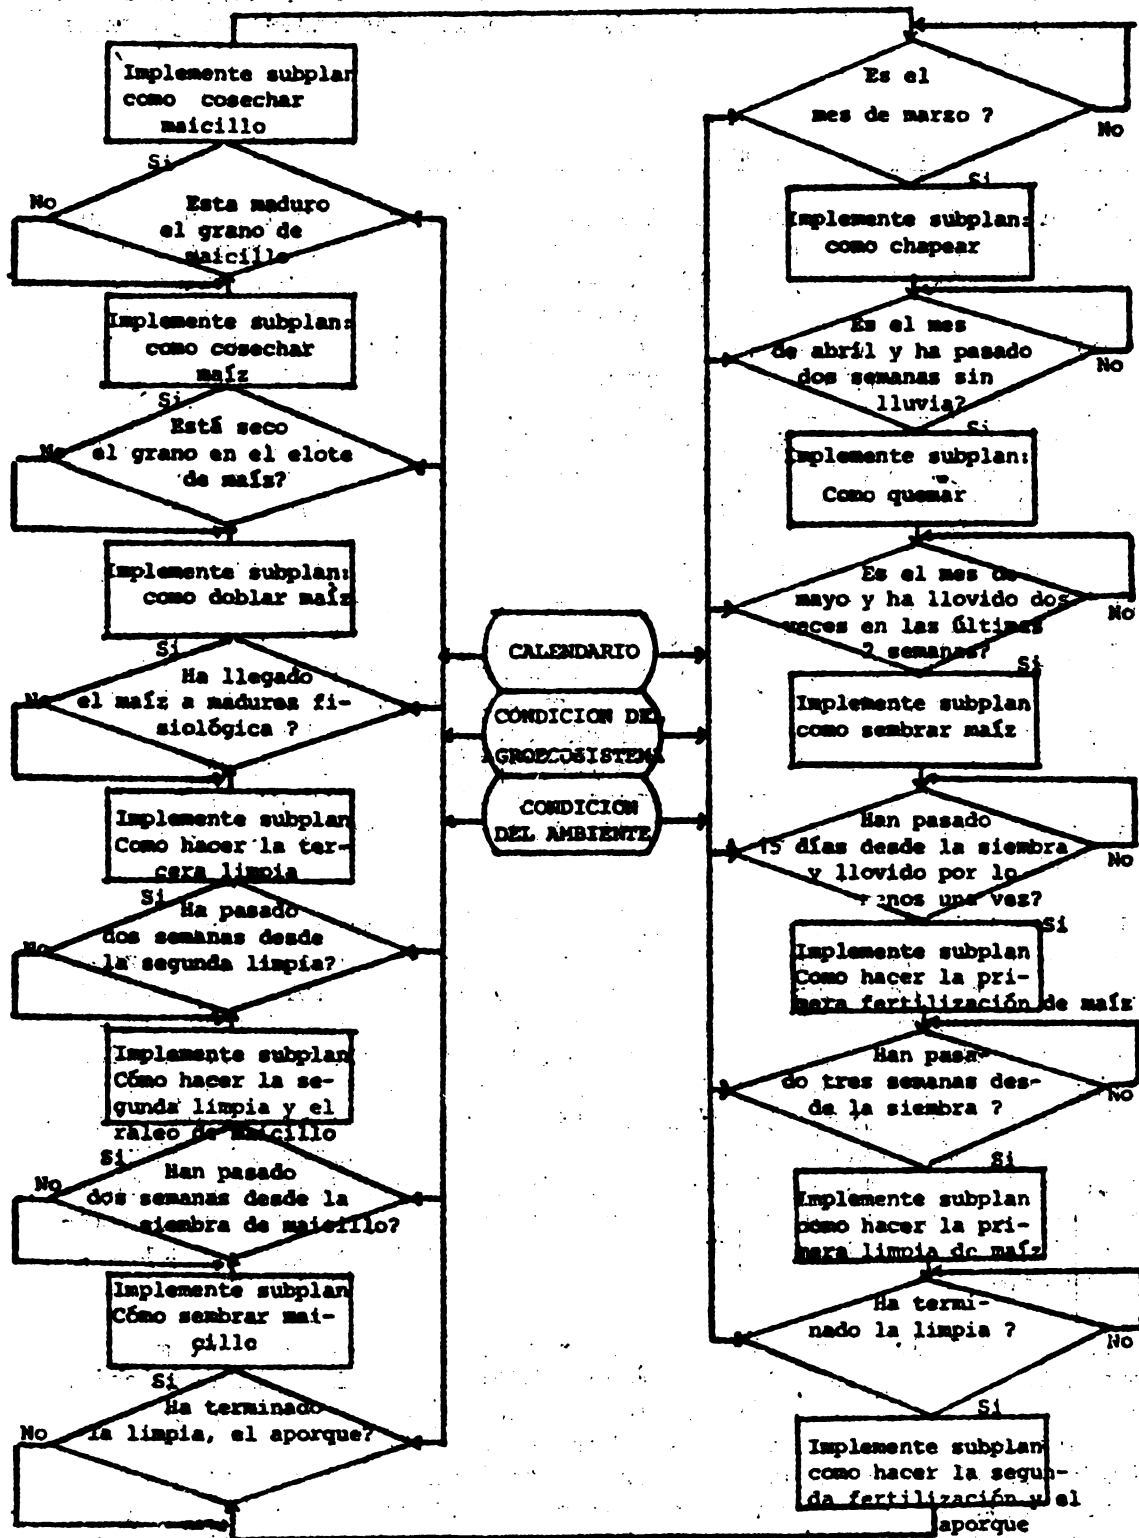 Implemente subplan
como cosechar
maicillo
Si
No
Esta maduro
el grano de
maicillo
Implemente subplan:
como cosechar
maíz
Si
Está seco
No
el grano en el elote
de maíz?
Implemente subplan:
como doblar maíz
Si
Ha llegado
No
el maíz a madurea fi-
siológica ?
Implemente subplan
Como hacer la ter-
cera limpia
Si
Ha pasado
dos semanas desde
No
la segunda limpia?
Implemente subplan
Cómo hacer la se-
gunda limpia y el
raleo de maicillo
Si
Han pasado
No
dos semanas desde la
siembra de maicillo?
Implemente subplan
Cómo sembrar mai-
cillo
Si
Ha terminado
No
la limpia, el aporque?
CALENDARIO
CONDICION DEL
AGROECOSISTEMA
CONDICION
DEL AMBIENTE
Es el
mes de marzo ?
No
Si
Implemente subplan:
como chapear
Es el mes
de abríl y ha pasado
dos semanas sin
No
lluvia?
Si
Implemente subplan:
Como quemar
Es el mes de
mayo y ha llovido dos
No
veces en las últimas
2 semanas?
Si
Implemente subplan
como sembrar maíz
Han pasado
15 días desde la siembra
No
y llovido por lo
menos una vez?
Si
Implemente subplan
Como hacer la pri-
mera fertilización de maíz
Han pasa-
do tres semanas des-
No
de la siembra ?
Si
Implemente subplan
como hacer la pri-
mera limpia de maíz
Ha termi-
nado la limpia ?
No
Si
Implemente subplan
como hacer la segun-
da fertilización y el
aporque